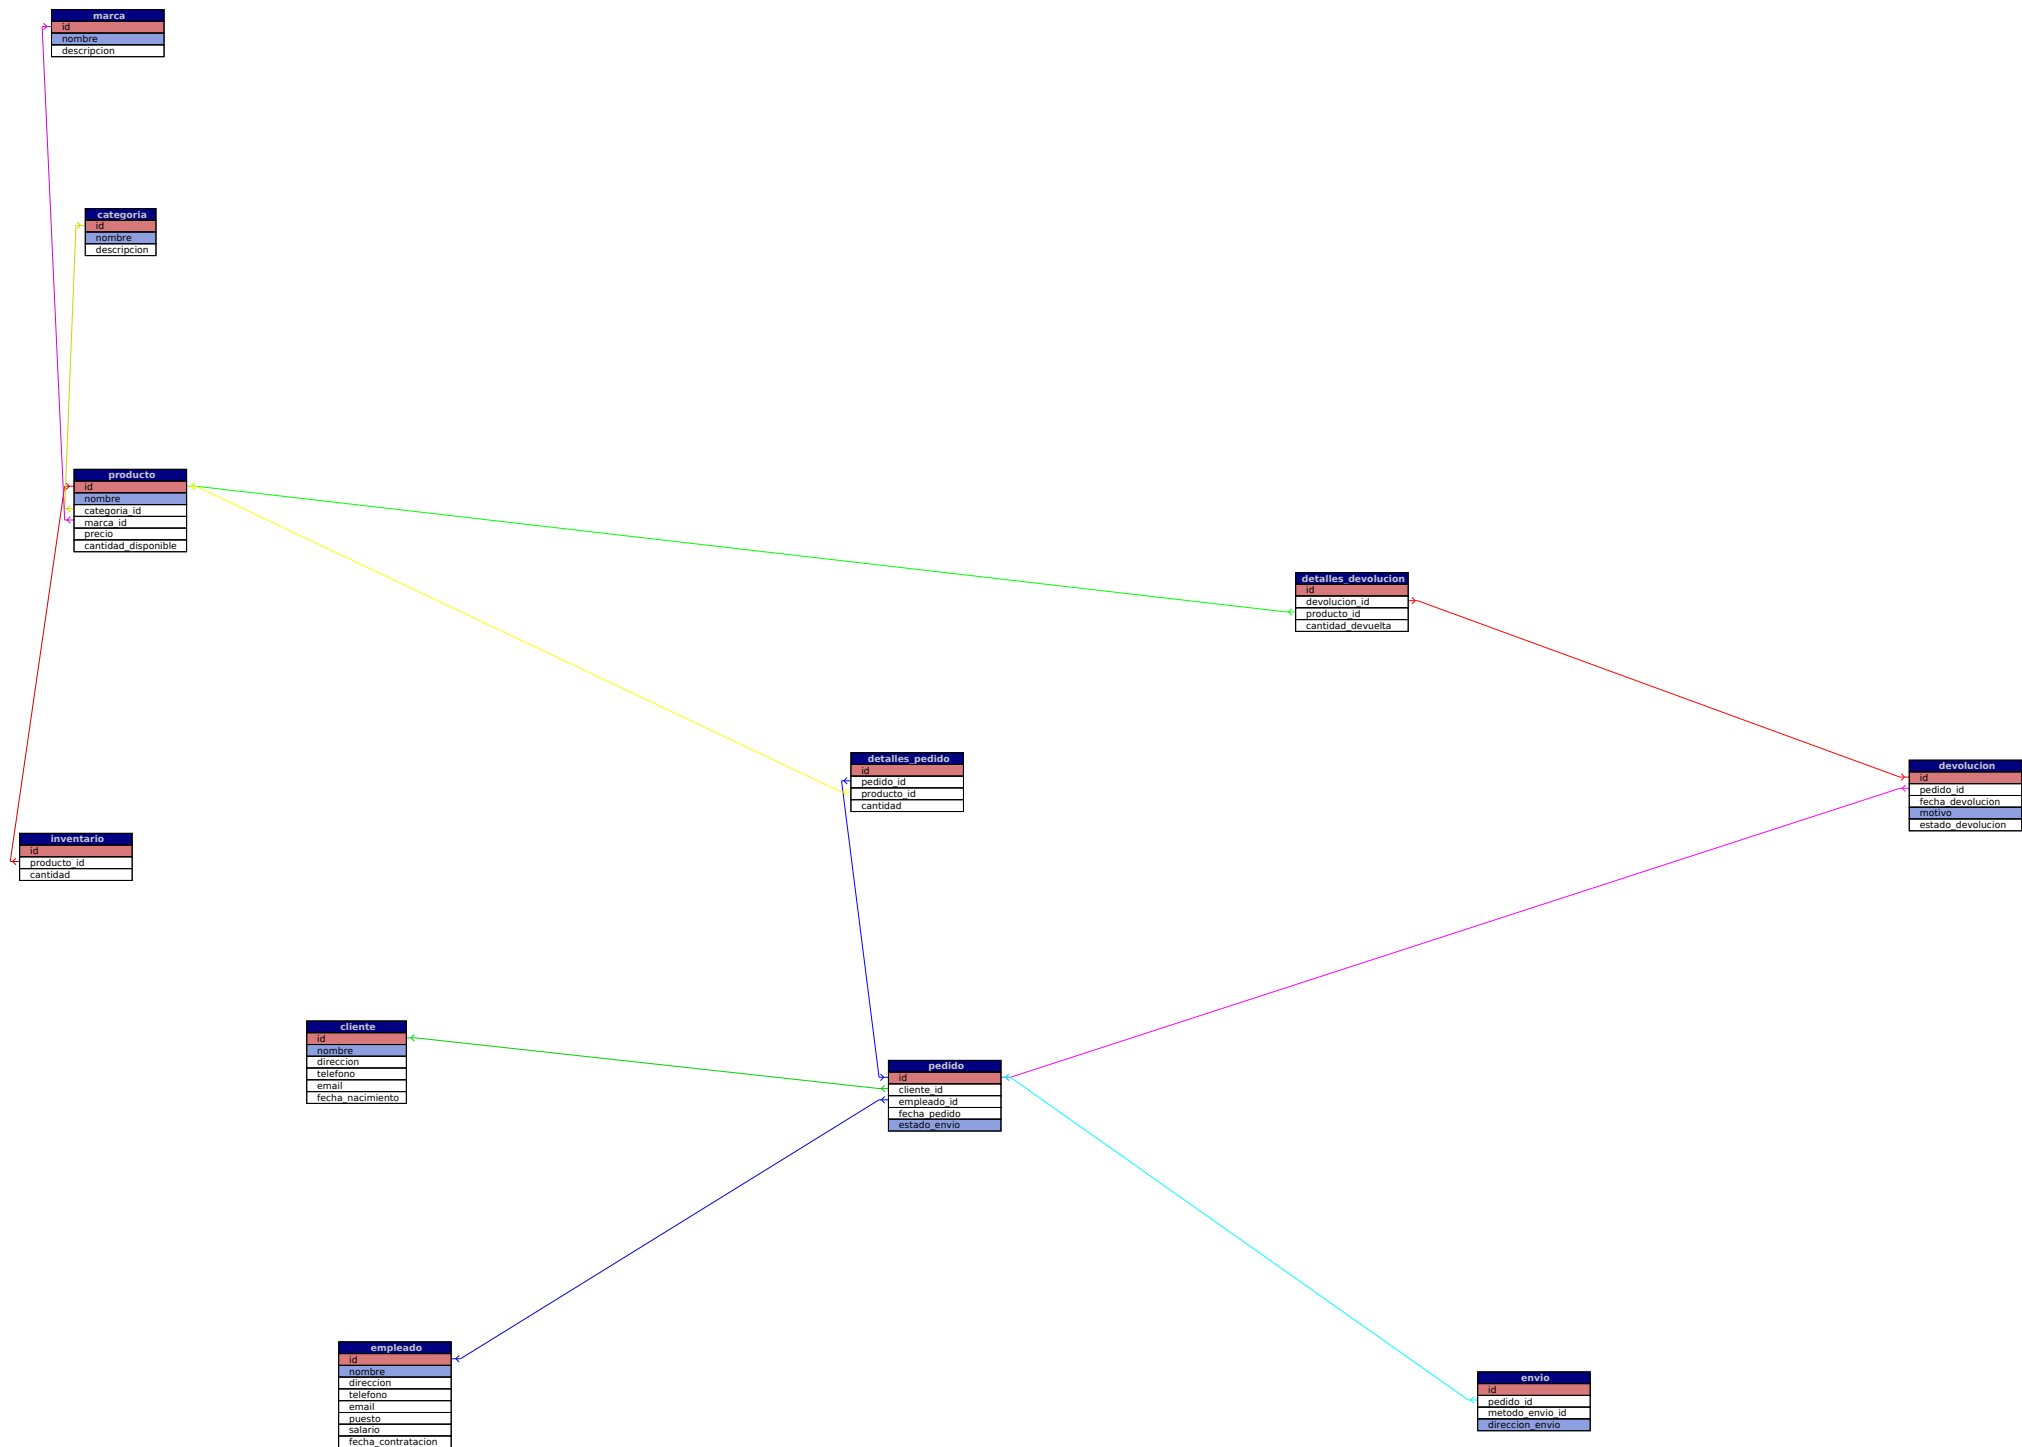 marca
id
nombre
descripcion
categoria
id
nombre
descripcion
producto
id
nombre
categoria_id
marca_id
precio
cantidad_disponible
detalles_devolucion
id
devolucion_id
producto_id
cantidad_devuelta
detalles_pedido
id
pedido_id
producto_id
cantidad
devolucion
id
pedido_id
fecha_devolucion
motivo
estado_devolucion
inventario
id
producto_id
cantidad
cliente
id
nombre
direccion
telefono
email
fecha_nacimiento
pedido
id
cliente_id
empleado_id
fecha_pedido
estado_envio
empleado
id
nombre
direccion
telefono
email
puesto
salario
fecha_contratacion
envio
id
pedido_id
metodo_envio_id
direccion_envio